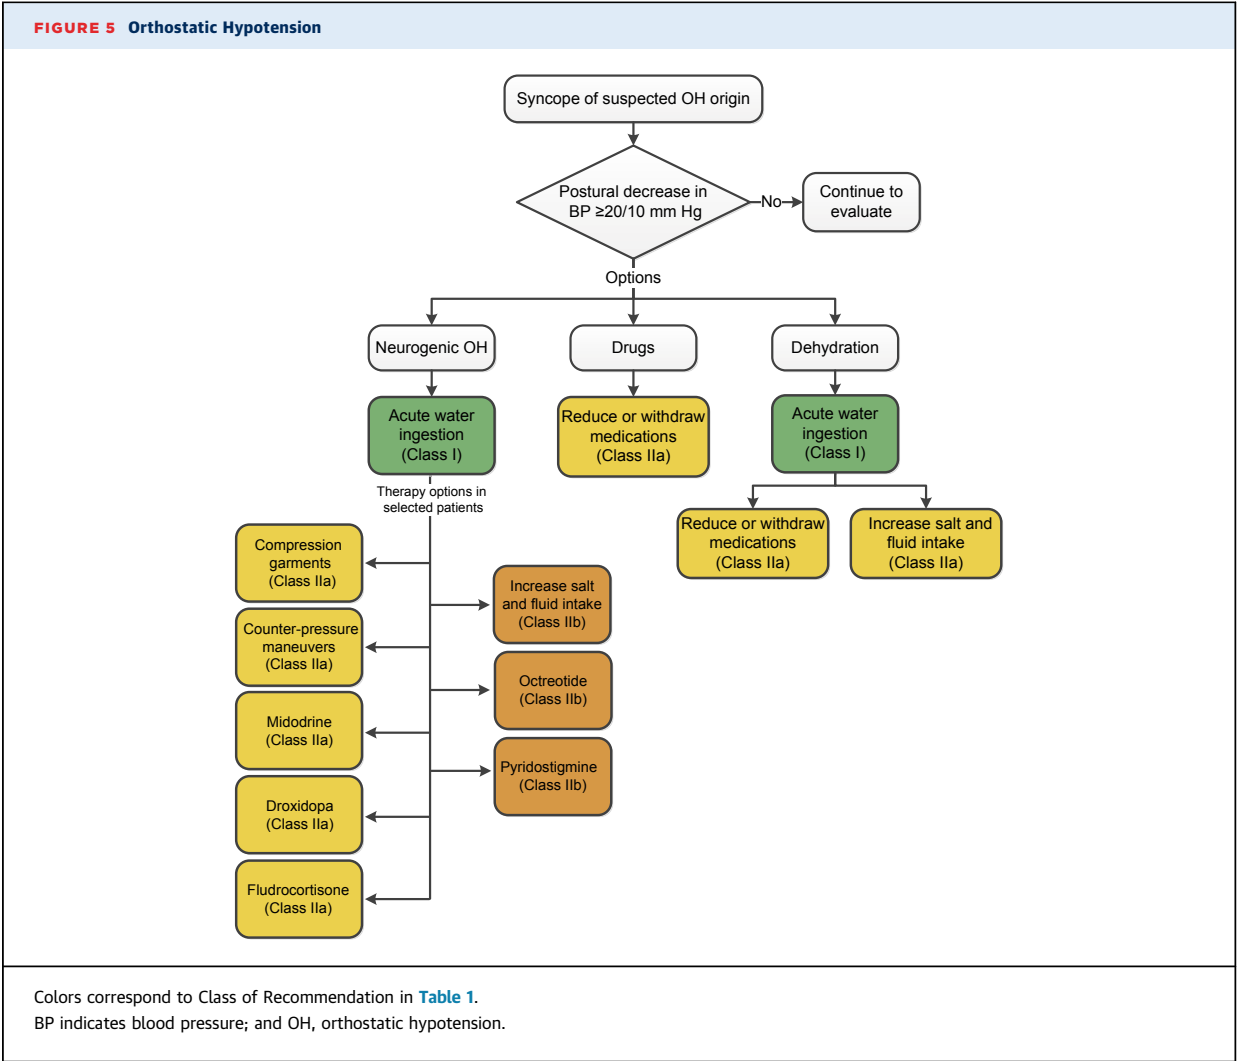 FIGURE 5 Orthostatic Hypotension
Syncope of suspected OH origin
Postural decrease in
BP ≥20/10 mm Hg
No
Continue to
evaluate
Options
Neurogenic OH
Drugs
Dehydration
Acute water
ingestion
(Class I)
Reduce or withdraw
medications
(Class IIa)
Acute water
ingestion
(Class I)
Therapy options in
selected patients
Reduce or withdraw
medications
(Class IIa)
Increase salt and
fluid intake
(Class IIa)
Compression
garments
(Class IIa)
Increase salt
and fluid intake
(Class IIb)
Counter-pressure
maneuvers
(Class IIa)
Octreotide
(Class IIb)
Midodrine
(Class IIa)
Pyridostigmine
(Class IIb)
Droxidopa
(Class IIa)
Fludrocortisone
(Class IIa)
Colors correspond to Class of Recommendation in Table 1.
BP indicates blood pressure; and OH, orthostatic hypotension.